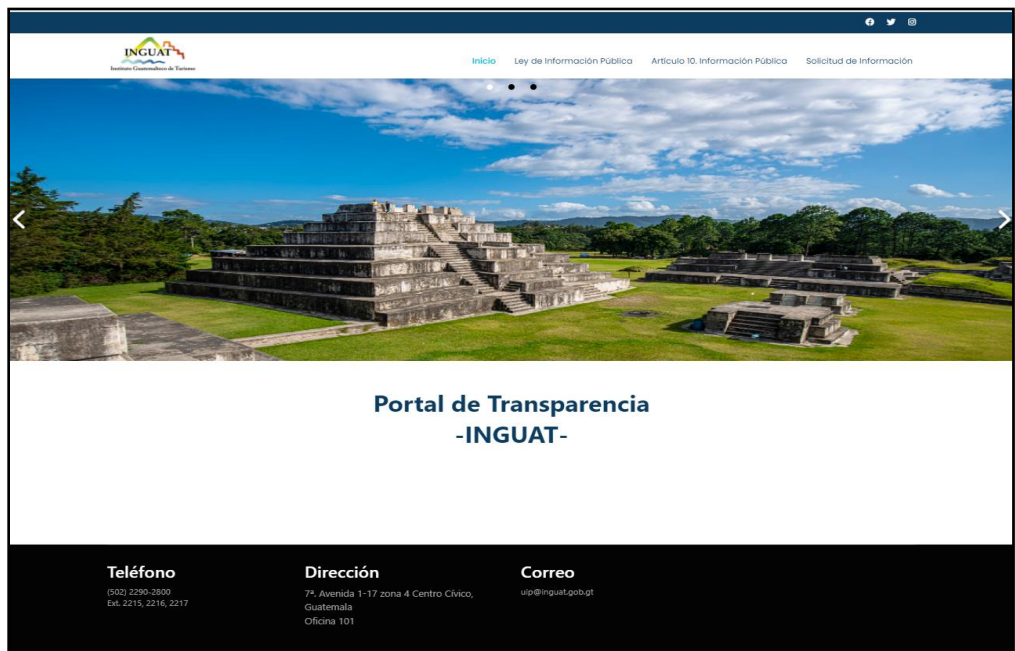 INGUAT
Instituto Guatemalteco de Turismo
Inicio
Ley de Información Pública
Artículo 10. Información Pública
Solicitud de Información
Portal de Transparencia
-INGUAT-
Teléfono
(502) 2290-2800
Ext. 2215, 2216, 2217
Dirección
7ª. Avenida 1-17 zona 4 Centro Cívico,
Guatemala
Oficina 101
Correo
uip@inguat.gob.gt